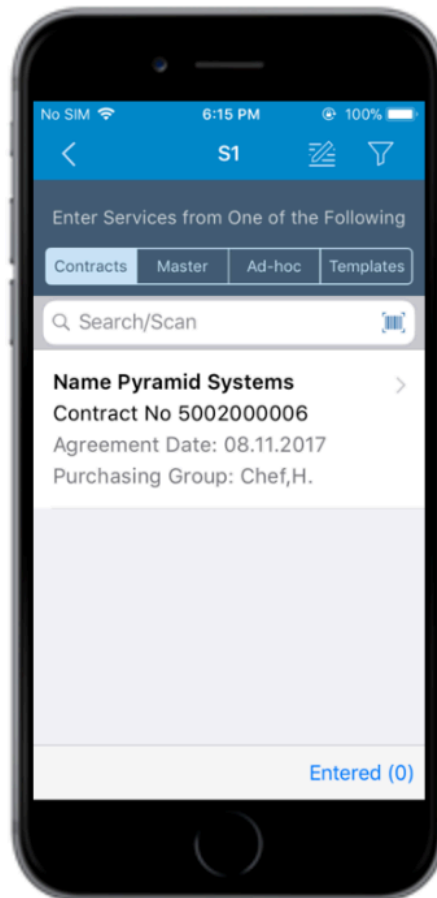 No SIM 6:15 PM 100%
S1
Enter Services from One of the Following
Contracts Master Ad-hoc Templates
Search/Scan
Name Pyramid Systems
Contract No 5002000006
Agreement Date: 08.11.2017
Purchasing Group: Chef,H.
Entered (0)